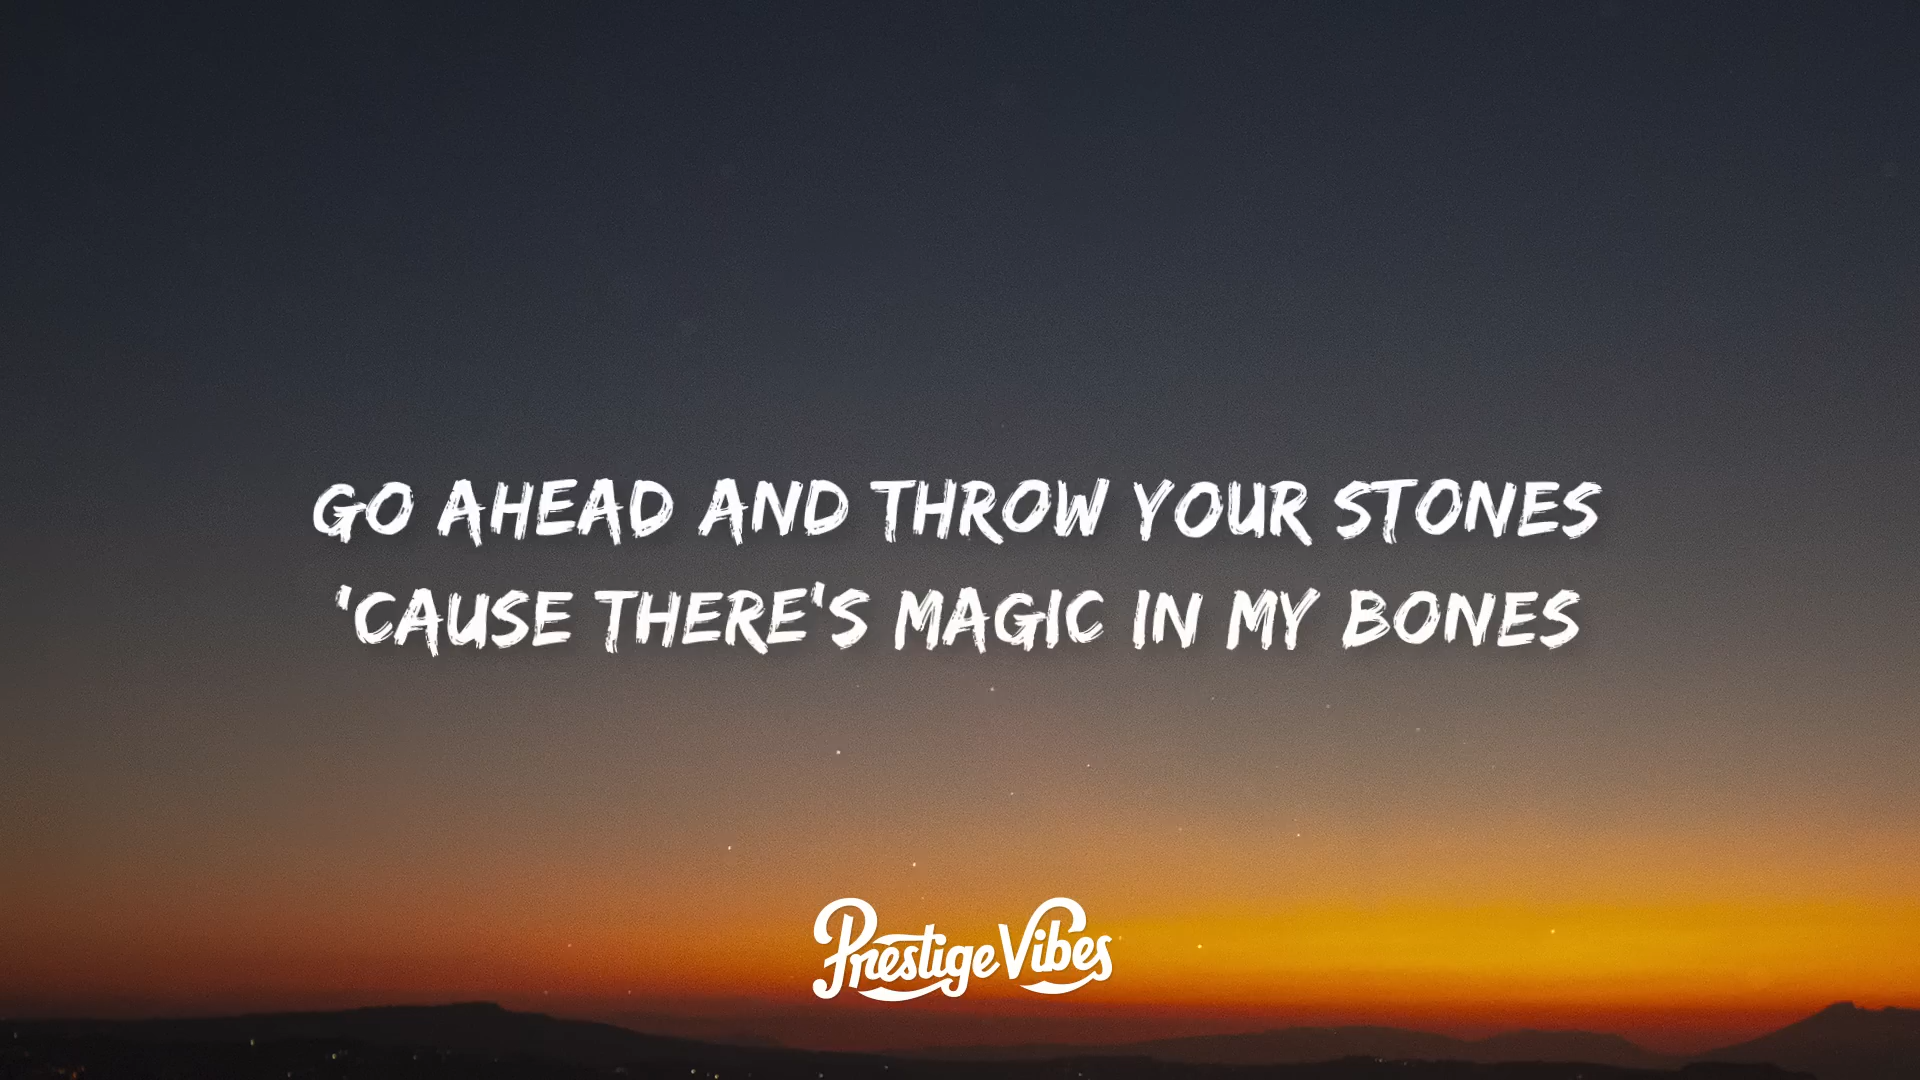 GO AHEAD AND THROW YOUR STONES
'CAUSE THERE'S MAGIC IN MY BONES
Prestige Vibes